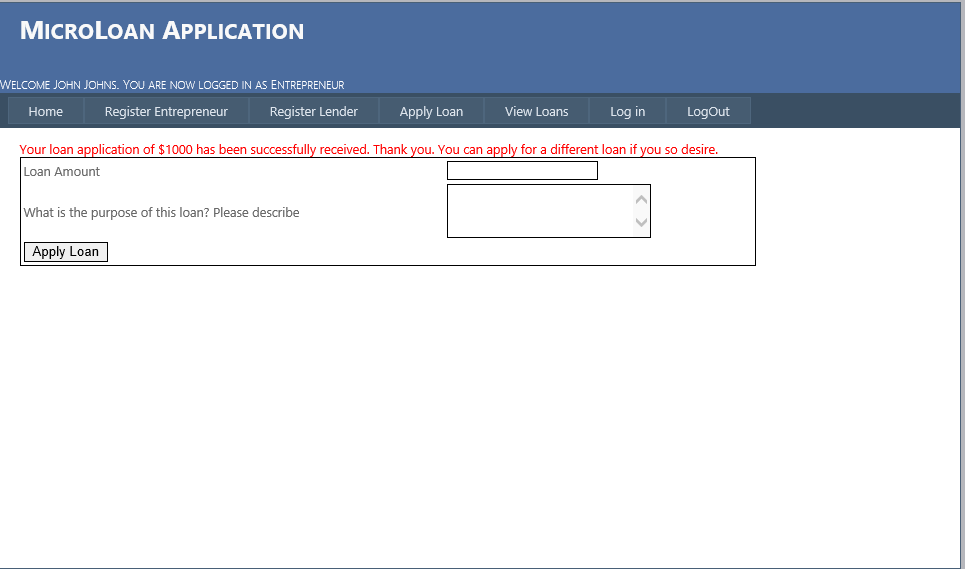 MicroLoan Application
Welcome John Johns. You are now logged in as Entrepreneur
Home Register Entrepreneur Register Lender Apply Loan View Loans Log in LogOut
Your loan application of $1000 has been successfully received. Thank you. You can apply for a different loan if you so desire.
Loan Amount
What is the purpose of this loan? Please describe
Apply Loan